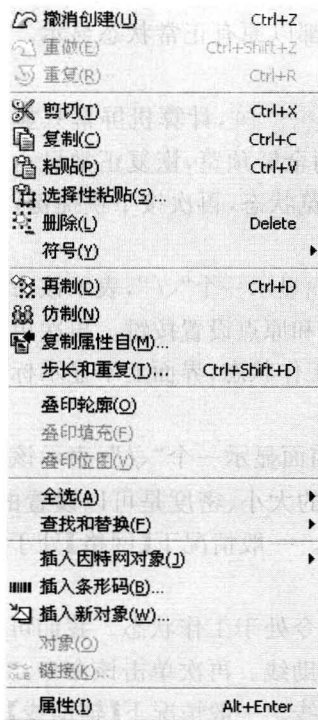 撤消创建(U) Ctrl+Z
重做(E) Ctrl+Shift+Z
重复(R) Ctrl+R
剪切(T) Ctrl+X
复制(C) Ctrl+C
粘贴(P) Ctrl+V
选择性粘贴(S)...
删除(L) Delete
符号(Y)
再制(D) Ctrl+D
仿制(N)
复制属性自(M)...
步长和重复(T)... Ctrl+Shift+D
叠印轮廓(O)
叠印填充(F)
叠印位图(V)
全选(A)
查找和替换(F)
插入因特网对象(J)
插入条形码(B)...
插入新对象(W)...
对象(O)
链接(K)...
属性(I) Alt+Enter